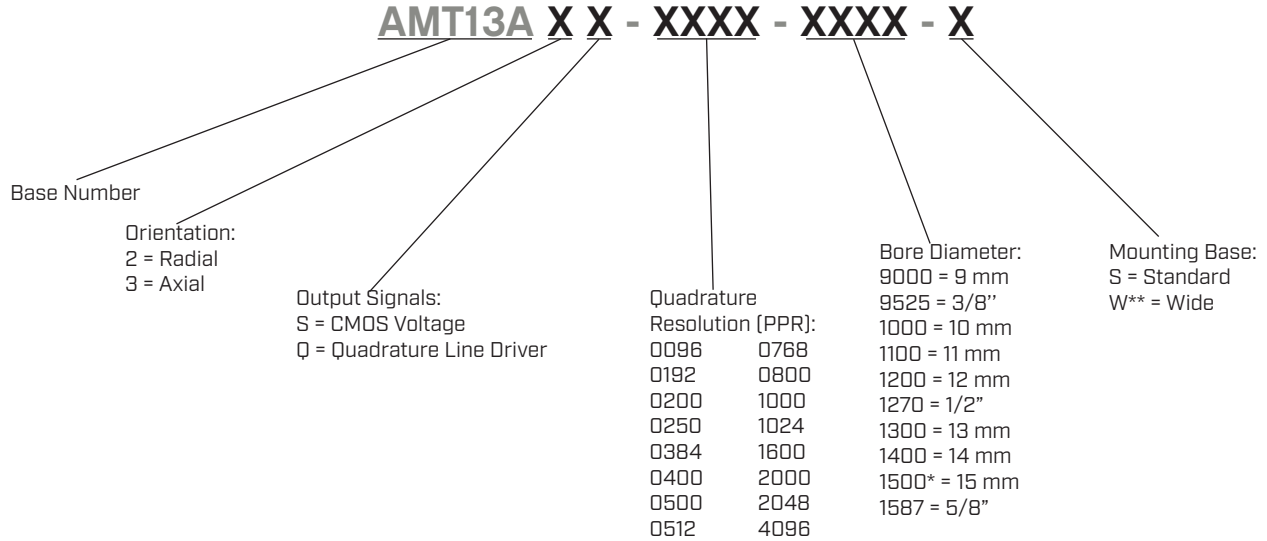 AMT13A X X - XXXX - XXXX - X
Base Number
Orientation:
2 = Radial
3 = Axial
Output Signals:
S = CMOS Voltage
Q = Quadrature Line Driver
Quadrature
Resolution (PPR):
0096 0768
0192 0800
0200 1000
0250 1024
0384 1600
0400 2000
0500 2048
0512 4096
Bore Diameter:
9000 = 9 mm
9525 = 3/8’’
1000 = 10 mm
1100 = 11 mm
1200 = 12 mm
1270 = 1/2”
1300 = 13 mm
1400 = 14 mm
1500* = 15 mm
1587 = 5/8”
Mounting Base:
S = Standard
W** = Wide